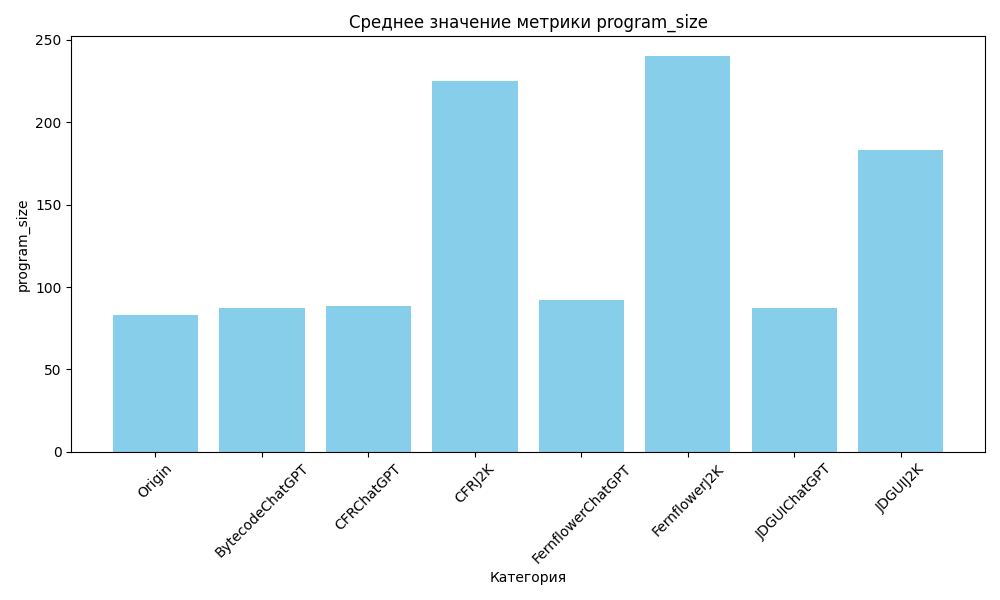 Среднее значение метрики program_size
program_size
250
200
150
100
50
0
Origin
BytecodeChatGPT
CFRChatGPT
CFRJ2K
FernflowerChatGPT
FernflowerJ2K
JDGUIChatGPT
JDGUIJ2K
Категория